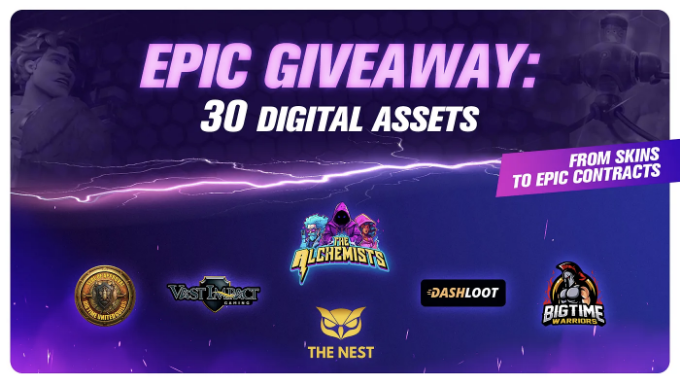 EPIC GIVEAWAY:
30 DIGITAL ASSETS
FROM SKINS
TO EPIC CONTRACTS
THE
ALCHEMISTS
VAST IMPACT
GAMING
DASHLOOT
BIGTIME
WARRIORS
THE NEST